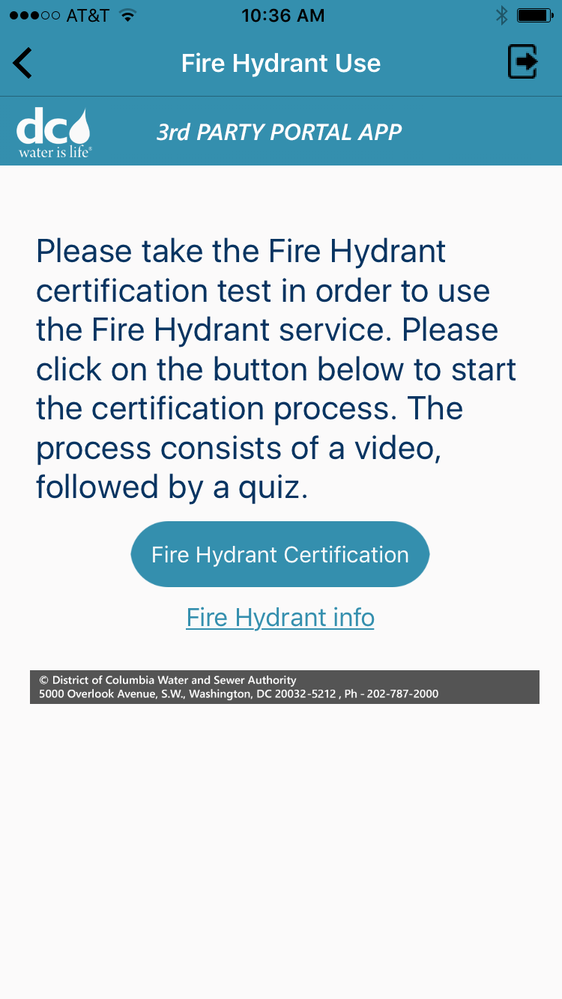 AT&T 10:36 AM
Fire Hydrant Use
dc
water is life®
3rd PARTY PORTAL APP
Please take the Fire Hydrant
certification test in order to use
the Fire Hydrant service. Please
click on the button below to start
the certification process. The
process consists of a video,
followed by a quiz.
Fire Hydrant Certification
Fire Hydrant info
© District of Columbia Water and Sewer Authority
5000 Overlook Avenue, S.W., Washington, DC 20032-5212 , Ph - 202-787-2000